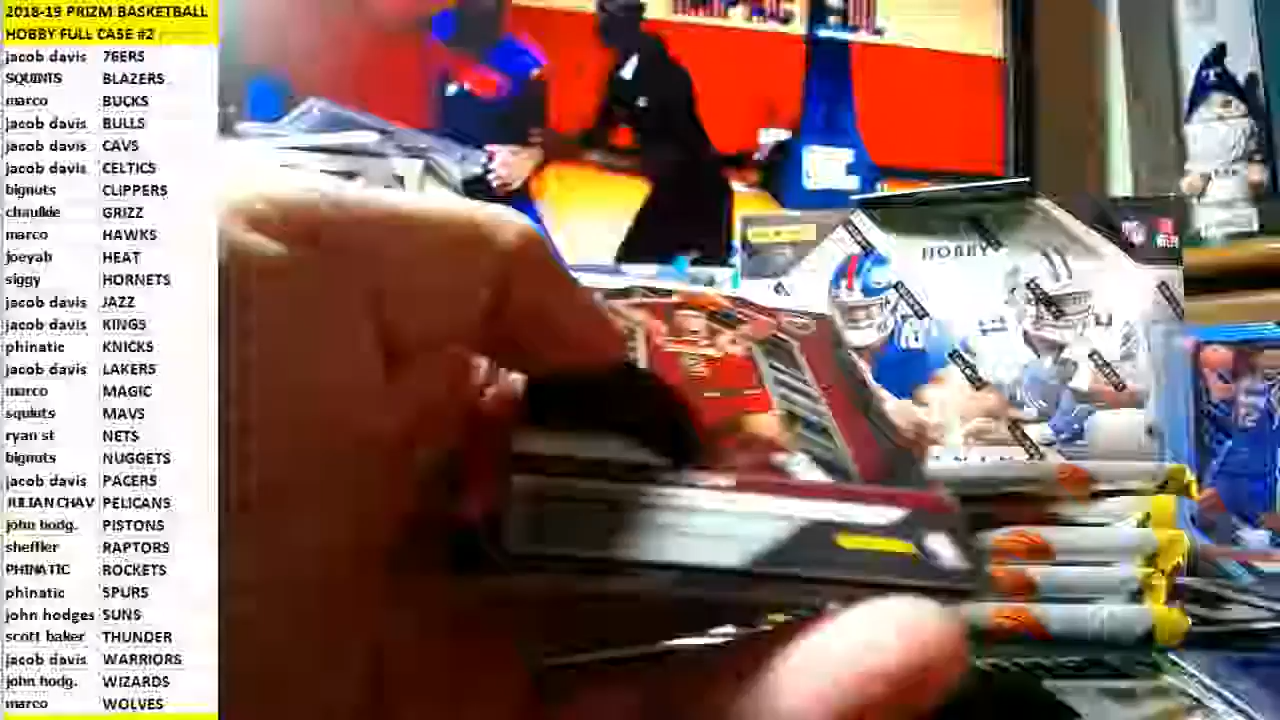 2018-19 PRIZM BASKETBALL
HOBBY FULL CASE #2
jacob davis 76ERS
SQUINTS BLAZERS
marco BUCKS
jacob davis BULLS
jacob davis CAVS
jacob davis CELTICS
bignuts CLIPPERS
chaulkie GRIZZ
marco HAWKS
joeyah HEAT
siggy HORNETS
jacob davis JAZZ
jacob davis KINGS
phinatic KNICKS
jacob davis LAKERS
marco MAGIC
squints MAVS
ryan st NETS
bignuts NUGGETS
jacob davis PACERS
JULIAN CHAV PELICANS
john hodg. PISTONS
sheffler RAPTORS
PHINATIC ROCKETS
phinatic SPURS
john hodges SUNS
scott baker THUNDER
jacob davis WARRIORS
john hodg. WIZARDS
marco WOLVES
HOBBY